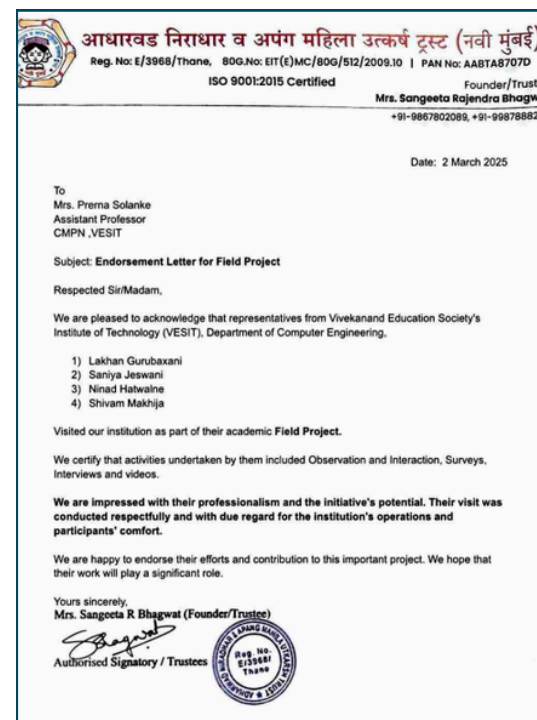 आधारवड निराधार व अपंग महिला उत्कर्ष ट्रस्ट (नवी मुंबई)
Reg. No: E/3968/Thane, 80G.No: EIT(E)MC/80G/512/2009.10 | PAN No: AABTA8707D
ISO 9001:2015 Certified
Founder/Trust
Mrs. Sangeeta Rajendra Bhagw
+91-9867802089, +91-99878882
Date: 2 March 2025
To
Mrs. Prerna Solanke
Assistant Professor
CMPN ,VESIT
Subject: Endorsement Letter for Field Project
Respected Sir/Madam,
We are pleased to acknowledge that representatives from Vivekanand Education Society's
Institute of Technology (VESIT), Department of Computer Engineering,
1) Lakhan Gurubaxani
2) Saniya Jeswani
3) Ninad Hatwalne
4) Shivam Makhija
Visited our institution as part of their academic Field Project.
We certify that activities undertaken by them included Observation and Interaction, Surveys,
Interviews and videos.
We are impressed with their professionalism and the initiative's potential. Their visit was
conducted respectfully and with due regard for the institution's operations and
participants' comfort.
We are happy to endorse their efforts and contribution to this important project. We hope that
their work will play a significant role.
Yours sincerely,
Mrs. Sangeeta R Bhagwat (Founder/Trustee)
SBhagwat
Authorised Signatory / Trustees
ADHARWAD NIRADHAR & APANG MAHILA UTKARSH TRUST
Reg. No.
E/3968/
Thane